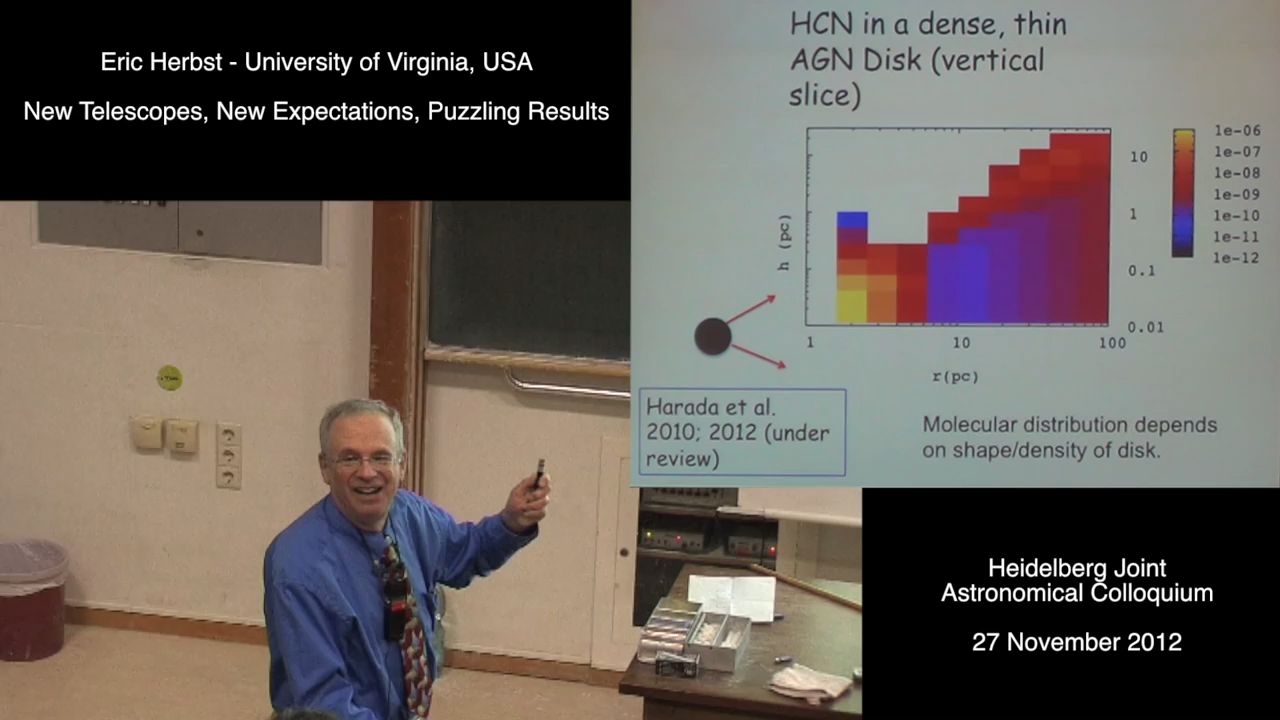 Eric Herbst - University of Virginia, USA
New Telescopes, New Expectations, Puzzling Results
HCN in a dense, thin
AGN Disk (vertical
slice)
1e-06
1e-07
1e-08
1e-09
1e-10
1e-11
1e-12
10
1
0.1
0.01
h (pc)
1
10
100
r(pc)
Harada et al.
2010; 2012 (under
review)
Molecular distribution depends
on shape/density of disk.
Heidelberg Joint
Astronomical Colloquium
27 November 2012